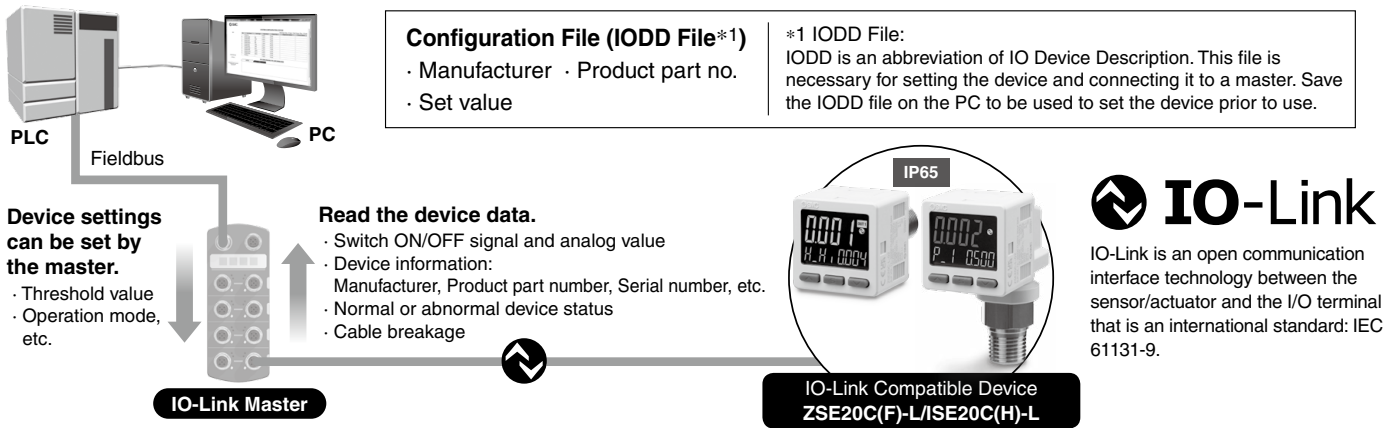 Configuration File (IODD File*1)
· Manufacturer · Product part no.
· Set value
*1 IODD File:
IODD is an abbreviation of IO Device Description. This file is
necessary for setting the device and connecting it to a master. Save
the IODD file on the PC to be used to set the device prior to use.
PLC
PC
Fieldbus
Device settings
can be set by
the master.
· Threshold value
· Operation mode,
etc.
Read the device data.
· Switch ON/OFF signal and analog value
· Device information:
Manufacturer, Product part number, Serial number, etc.
· Normal or abnormal device status
· Cable breakage
IO-Link Master
IP65
0.001
H_Hi 0.004
0.002
P_1 0.500
IO-Link Compatible Device
ZSE20C(F)-L/ISE20C(H)-L
IO-Link
IO-Link is an open communication
interface technology between the
sensor/actuator and the I/O terminal
that is an international standard: IEC
61131-9.